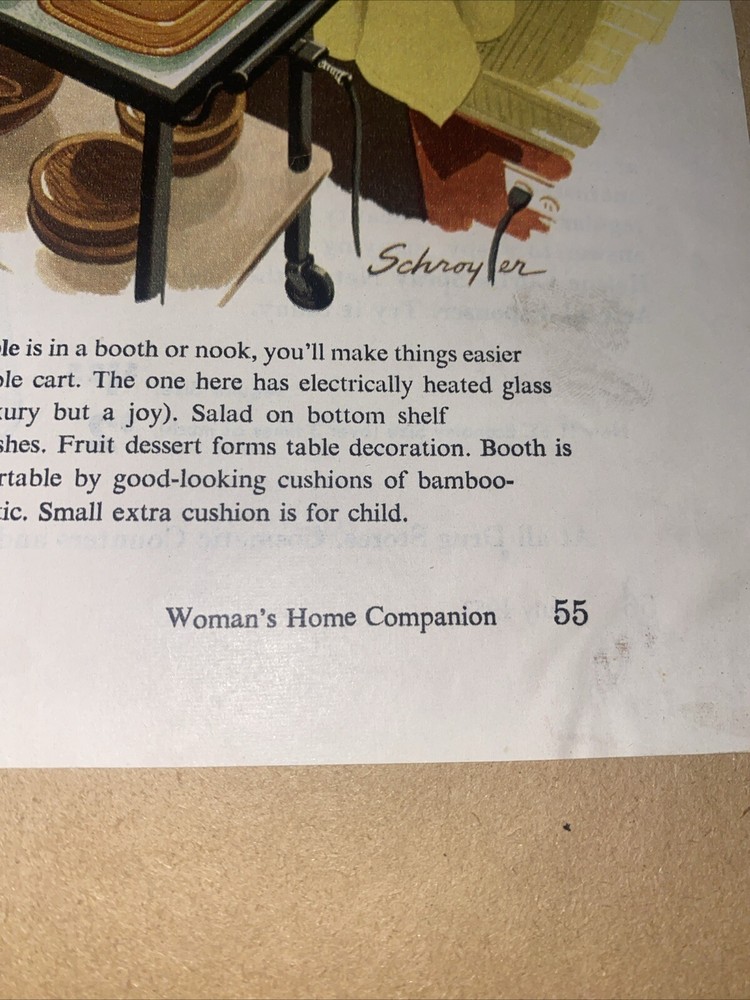 Schroyer
le is in a booth or nook, you'll make things easier
ble cart. The one here has electrically heated glass
ury but a joy). Salad on bottom shelf
shes. Fruit dessert forms table decoration. Booth is
rtable by good-looking cushions of bamboo-
tic. Small extra cushion is for child.
Woman's Home Companion 55